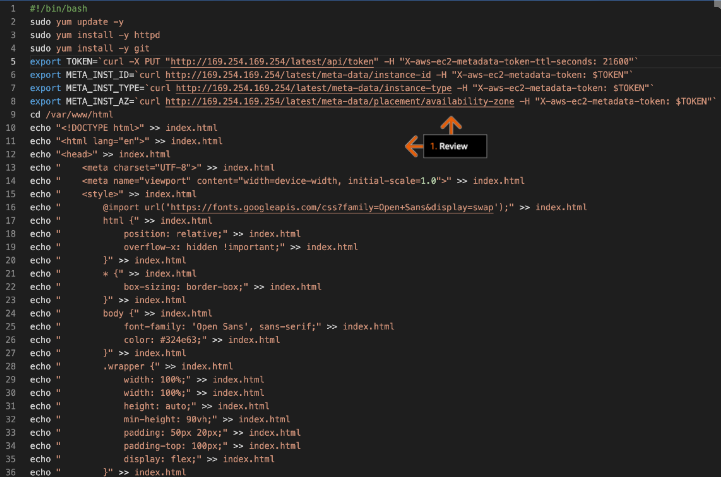 1 #!/bin/bash
2 sudo yum update -y
3 sudo yum install -y httpd
4 sudo yum install -y git
5 export TOKEN=`curl -X PUT "http://169.254.169.254/latest/api/token" -H "X-aws-ec2-metadata-token-ttl-seconds: 21600"`
6 export META_INST_ID=`curl http://169.254.169.254/latest/meta-data/instance-id -H "X-aws-ec2-metadata-token: $TOKEN"`
7 export META_INST_TYPE=`curl http://169.254.169.254/latest/meta-data/instance-type -H "X-aws-ec2-metadata-token: $TOKEN"`
8 export META_INST_AZ=`curl http://169.254.169.254/latest/meta-data/placement/availability-zone -H "X-aws-ec2-metadata-token: $TOKEN"`
9 cd /var/www/html
10 echo "<!DOCTYPE html>" >> index.html
11 echo "<html lang="en">" >> index.html
1. Review
12 echo "<head>" >> index.html
13 echo "    <meta charset="UTF-8">" >> index.html
14 echo "    <meta name="viewport" content="width=device-width, initial-scale=1.0">" >> index.html
15 echo "    <style>" >> index.html
16 echo "        @import url('https://fonts.googleapis.com/css?family=Open+Sans&display=swap');" >> index.html
17 echo "        html {" >> index.html
18 echo "            position: relative;" >> index.html
19 echo "            overflow-x: hidden !important;" >> index.html
20 echo "        }" >> index.html
21 echo "        * {" >> index.html
22 echo "            box-sizing: border-box;" >> index.html
23 echo "        }" >> index.html
24 echo "        body {" >> index.html
25 echo "            font-family: 'Open Sans', sans-serif;" >> index.html
26 echo "            color: #324e63;" >> index.html
27 echo "        }" >> index.html
28 echo "        .wrapper {" >> index.html
29 echo "            width: 100%;" >> index.html
30 echo "            width: 100%;" >> index.html
31 echo "            height: auto;" >> index.html
32 echo "            min-height: 90vh;" >> index.html
33 echo "            padding: 50px 20px;" >> index.html
34 echo "            padding-top: 100px;" >> index.html
35 echo "            display: flex;" >> index.html
36 echo "        }" >> index.html